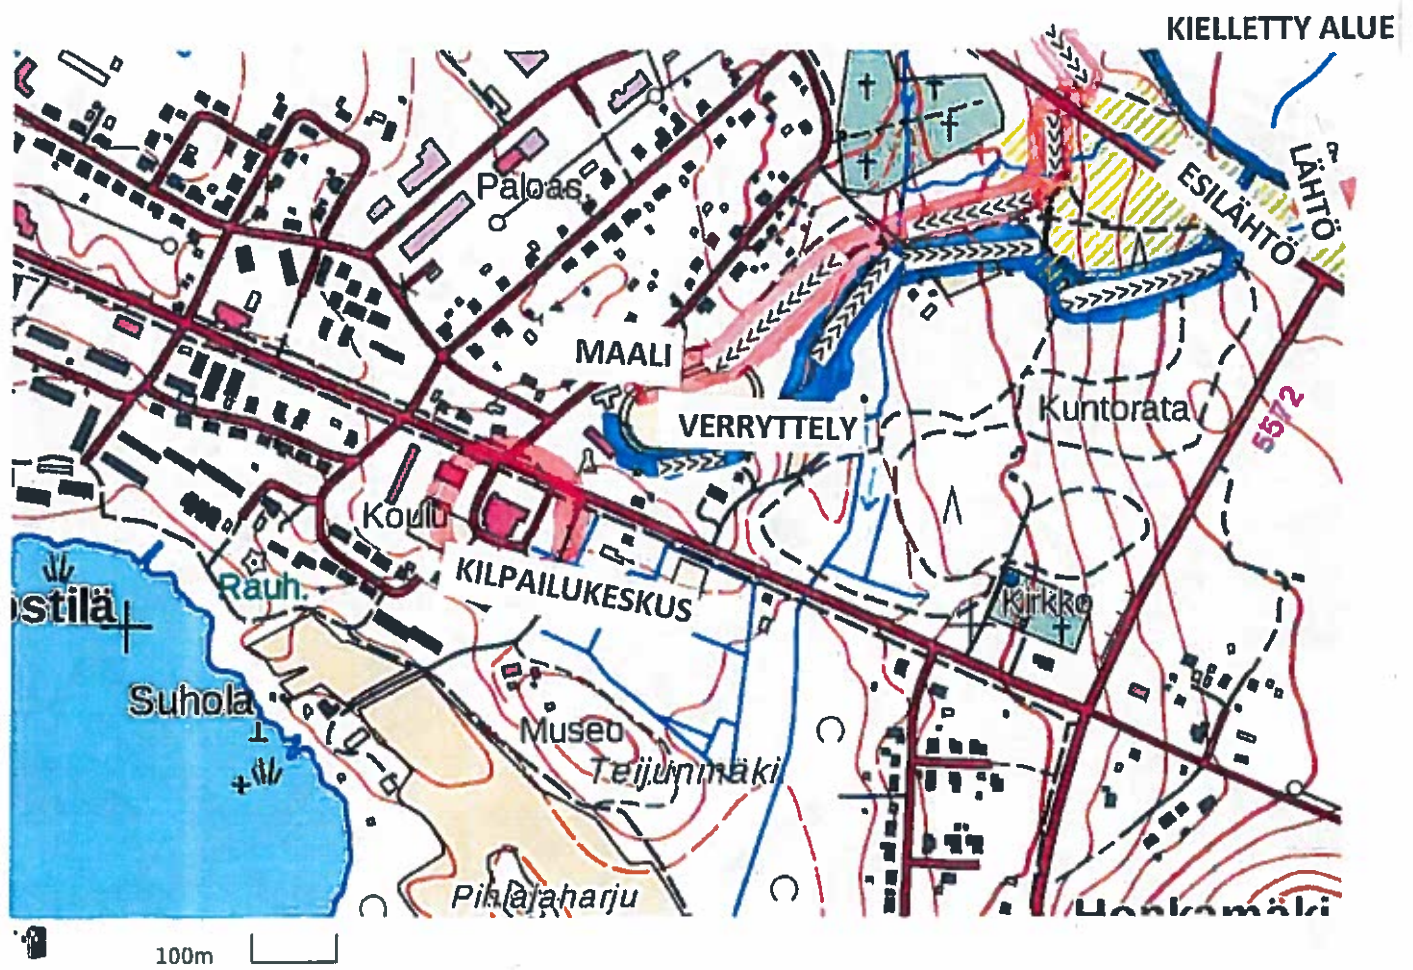 KIELLETTY ALUE
LÄHTÖ
ESILÄHTÖ
Paloas.
MAALI
VERRYTTELY
Kuntorata
5572
Koulu
KILPAILUKESKUS
Rauh.
Kirkko
stilä
Suhola
Museo
Teijunmäki
Pihlajaharju
Honkamäki
100m